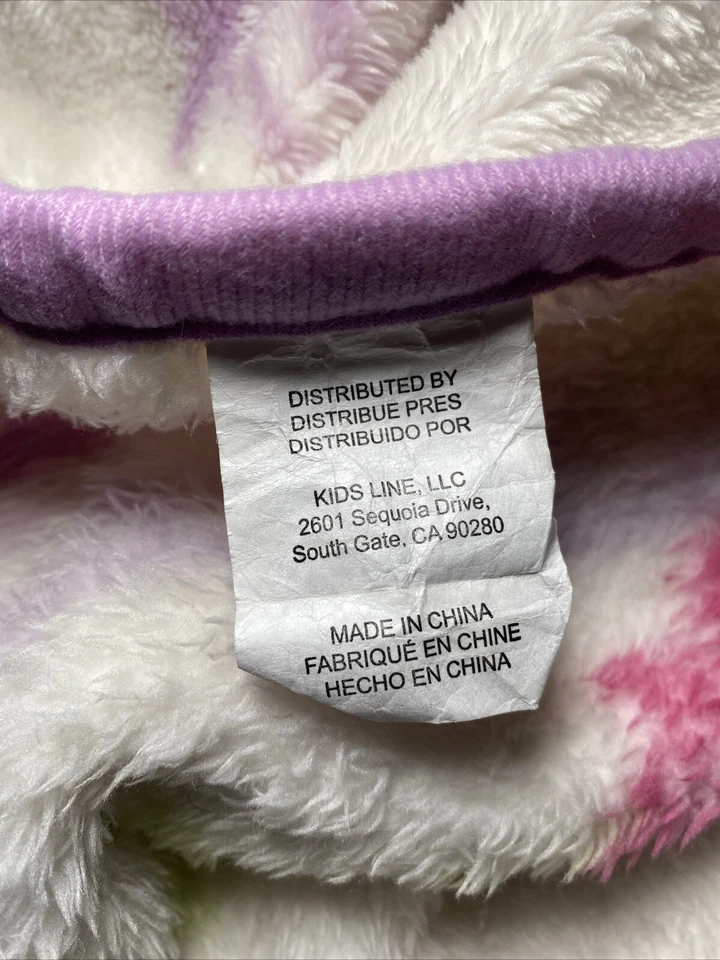 DISTRIBUTED BY
DISTRIBUE PRES
DISTRIBUIDO POR
KIDS LINE, LLC
2601 Sequoia Drive,
South Gate, CA 90280
MADE IN CHINA
FABRIQUÉ EN CHINE
HECHO EN CHINA